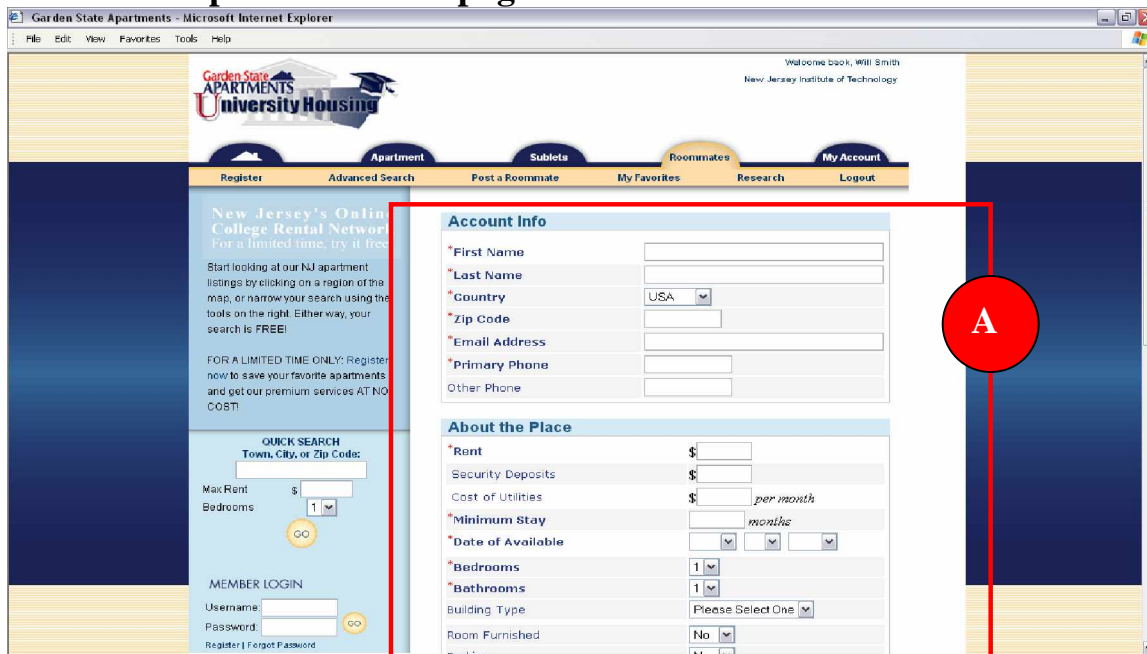 Garden State Apartments - Microsoft Internet Explorer
File Edit View Favorites Tools Help
Welcome back, Will Smith
New Jersey Institute of Technology
Garden State
APARTMENTS
University Housing
Apartment Sublets Roommates My Account
Register Advanced Search Post a Roommate My Favorites Research Logout
New Jersey's Online
College Rental Network
For a limited time, try it free
Start looking at our NJ apartment
listings by clicking on a region of the
map, or narrow your search using the
tools on the right. Either way, your
search is FREE!
FOR A LIMITED TIME ONLY: Register
now to save your favorite apartments
and get our premium services AT NO
COST!
QUICK SEARCH
Town, City, or Zip Code:
Max Rent $
Bedrooms 1
GO
MEMBER LOGIN
Username:
Password:
GO
Register | Forgot Password
Account Info
*First Name
*Last Name
*Country USA
*Zip Code
*Email Address
*Primary Phone
Other Phone
About the Place
*Rent $
Security Deposits $
Cost of Utilities $ per month
*Minimum Stay months
*Date of Available
*Bedrooms 1
*Bathrooms 1
Building Type Please Select One
Room Furnished No
A